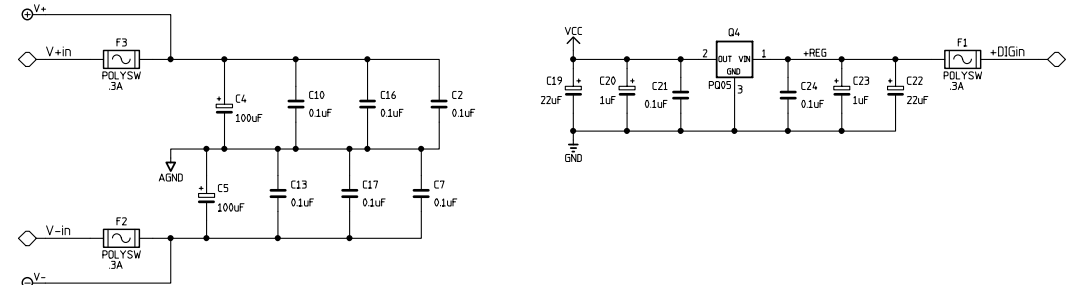 V+
V+in
F3
POLYSW
.3A
C4
100uF
C10
0.1uF
C16
0.1uF
C2
0.1uF
AGND
C5
100uF
C13
0.1uF
C17
0.1uF
C7
0.1uF
V-in
F2
POLYSW
.3A
V-
VCC
C19
22uF
C20
1uF
C21
0.1uF
GND
Q4
2
OUT VIN
1
GND
PQ05
3
+REG
C24
0.1uF
C23
1uF
C22
22uF
F1
POLYSW
.3A
+DIGin